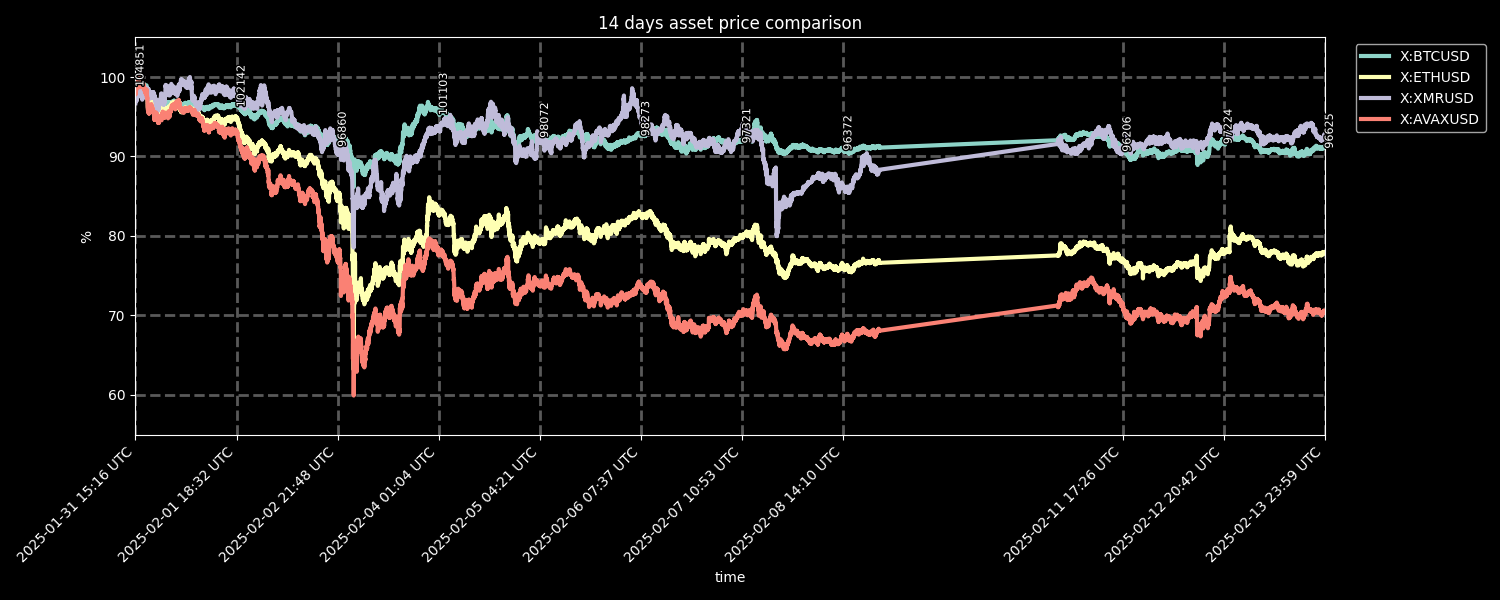 14 days asset price comparison
X:BTCUSD
X:ETHUSD
X:XMRUSD
X:AVAXUSD
100
90
80
70
60
%
104851
102142
96860
101103
98072
98273
97321
96372
96206
97224
96625
2025-01-31 15:16 UTC
2025-02-01 18:32 UTC
2025-02-02 21:48 UTC
2025-02-04 01:04 UTC
2025-02-05 04:21 UTC
2025-02-06 07:37 UTC
2025-02-07 10:53 UTC
2025-02-08 14:10 UTC
2025-02-11 17:26 UTC
2025-02-12 20:42 UTC
2025-02-13 23:59 UTC
time